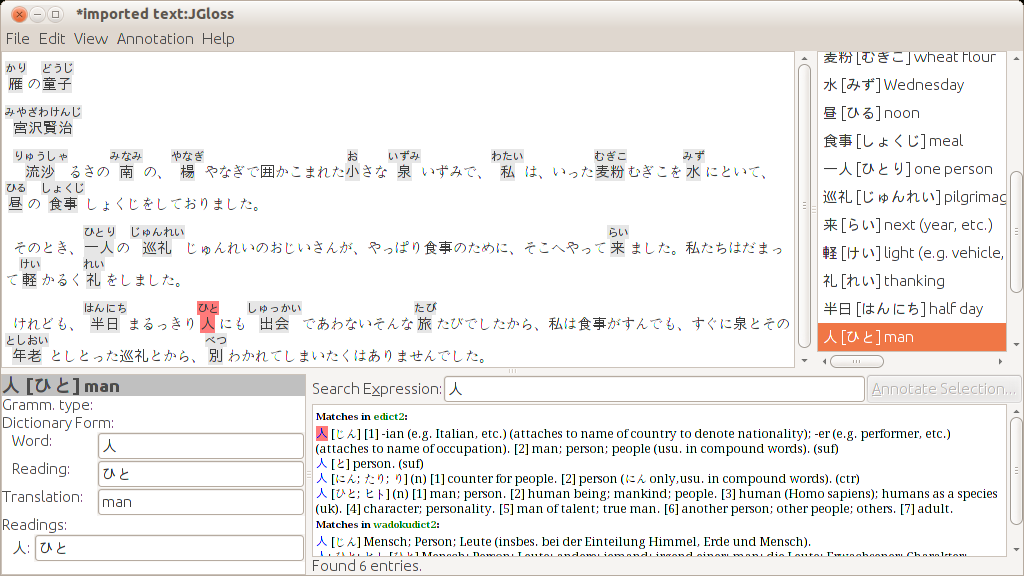 *imported text:JGloss
File Edit View Annotation Help
かり どうじ
雁の童子
みやざわけんじ
宮沢賢治
りゅうしゃ みなみ やなぎ お いずみ わたい むぎこ みず
流沙 るさの 南 の、 楊 やなぎで囲かこまれた小さな 泉 いずみで、 私 は、いった麦粉むぎこを水にといて、
ひる しょくじ
昼の 食事 しょくじをしておりました。
ひとり じゅんれい らい
そのとき、一人の 巡礼 じゅんれいのおじいさんが、やっぱり食事のために、そこへやって来ました。私たちはだまっ
けい れい
て軽かるく礼をしました。
はんにち ひと しゅっかい たび
けれども、 半日 まるっきり 人 にも 出会 であわないそんな 旅 たびでしたから、私は食事がすんでも、すぐに泉とその
としおい べつ
年老 としとった巡礼とから、 別 わかれてしまいたくはありませんでした。
麦粉 [むぎこ] wheat flour
水 [みず] Wednesday
昼 [ひる] noon
食事 [しょくじ] meal
一人 [ひとり] one person
巡礼 [じゅんれい] pilgrimag
来 [らい] next (year, etc.)
軽 [けい] light (e.g. vehicle,
礼 [れい] thanking
半日 [はんにち] half day
人 [ひと] man
人 [ひと] man
Gramm. type:
Dictionary Form:
Word: 人
Reading: ひと
Translation: man
Readings:
人: ひと
Search Expression: 人 Annotate Selection...
Matches in edict2:
人 [じん] [1] -ian (e.g. Italian, etc.) (attaches to name of country to denote nationality); -er (e.g. performer, etc.)
(attaches to name of occupation). [2] man; person; people (usu. in compound words). (suf)
人 [と] person. (suf)
人 [にん; たり; り] (n) [1] counter for people. [2] person (にん only,usu. in compound words). (ctr)
人 [ひと; ヒト] (n) [1] man; person. [2] human being; mankind; people. [3] human (Homo sapiens); humans as a species
(uk). [4] character; personality. [5] man of talent; true man. [6] another person; other people; others. [7] adult.
Matches in wadokudict2:
人 [じん] Mensch; Person; Leute (insbes. bei der Einteilung Himmel, Erde und Mensch).
Found 6 entries.